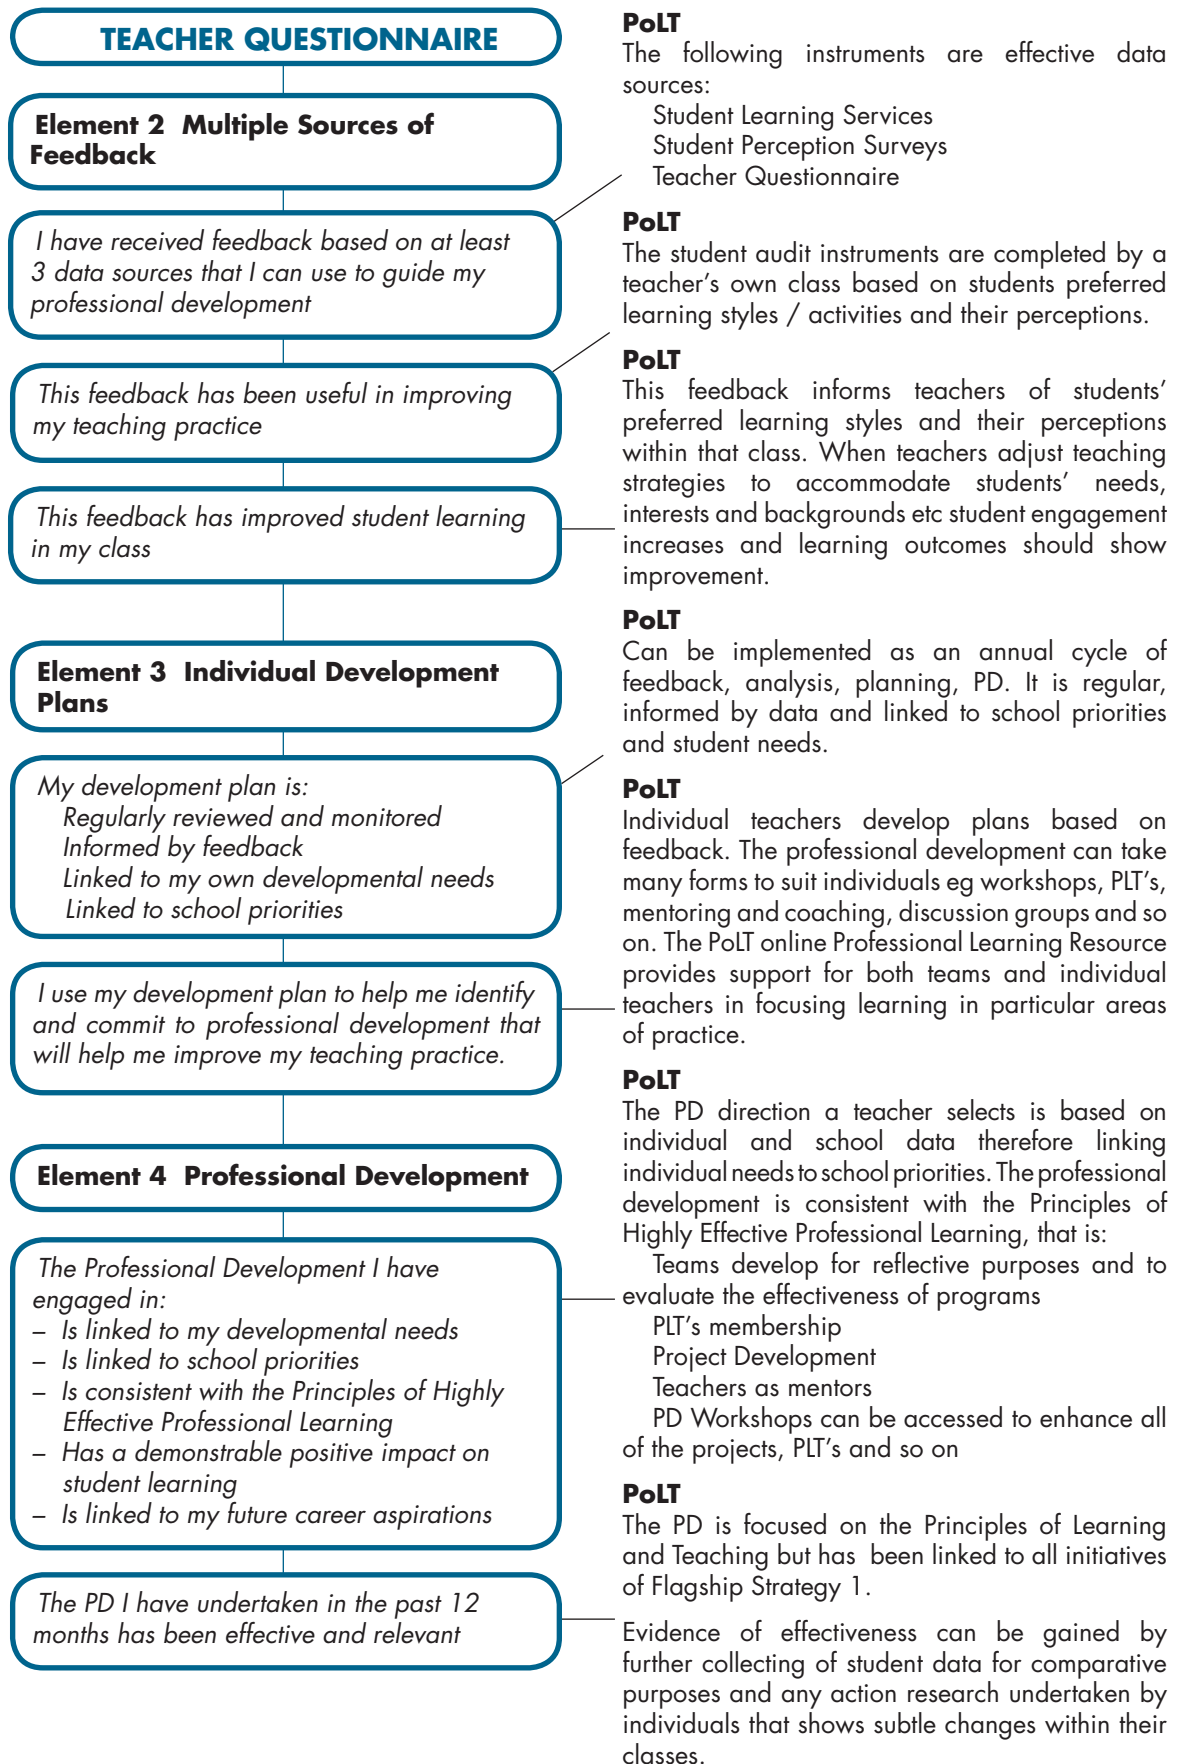 TEACHER QUESTIONNAIRE
Element 2  Multiple Sources of
Feedback
I have received feedback based on at least
3 data sources that I can use to guide my
professional development
This feedback has been useful in improving
my teaching practice
This feedback has improved student learning
in my class
Element 3  Individual Development
Plans
My development plan is:
Regularly reviewed and monitored
Informed by feedback
Linked to my own developmental needs
Linked to school priorities
I use my development plan to help me identify
and commit to professional development that
will help me improve my teaching practice.
Element 4  Professional Development
The Professional Development I have
engaged in:
– Is linked to my developmental needs
– Is linked to school priorities
– Is consistent with the Principles of Highly
Effective Professional Learning
– Has a demonstrable positive impact on
student learning
– Is linked to my future career aspirations
The PD I have undertaken in the past 12
months has been effective and relevant
PoLT
The following instruments are effective data
sources:
Student Learning Services
Student Perception Surveys
Teacher Questionnaire
PoLT
The student audit instruments are completed by a
teacher's own class based on students preferred
learning styles / activities and their perceptions.
PoLT
This feedback informs teachers of students'
preferred learning styles and their perceptions
within that class. When teachers adjust teaching
strategies to accommodate students' needs,
interests and backgrounds etc student engagement
increases and learning outcomes should show
improvement.
PoLT
Can be implemented as an annual cycle of
feedback, analysis, planning, PD. It is regular,
informed by data and linked to school priorities
and student needs.
PoLT
Individual teachers develop plans based on
feedback. The professional development can take
many forms to suit individuals eg workshops, PLT's,
mentoring and coaching, discussion groups and so
on. The PoLT online Professional Learning Resource
provides support for both teams and individual
teachers in focusing learning in particular areas
of practice.
PoLT
The PD direction a teacher selects is based on
individual and school data therefore linking
individual needs to school priorities. The professional
development is consistent with the Principles of
Highly Effective Professional Learning, that is:
Teams develop for reflective purposes and to
evaluate the effectiveness of programs
PLT's membership
Project Development
Teachers as mentors
PD Workshops can be accessed to enhance all
of the projects, PLT's and so on
PoLT
The PD is focused on the Principles of Learning
and Teaching but has  been linked to all initiatives
of Flagship Strategy 1.
Evidence of effectiveness can be gained by
further collecting of student data for comparative
purposes and any action research undertaken by
individuals that shows subtle changes within their
classes.